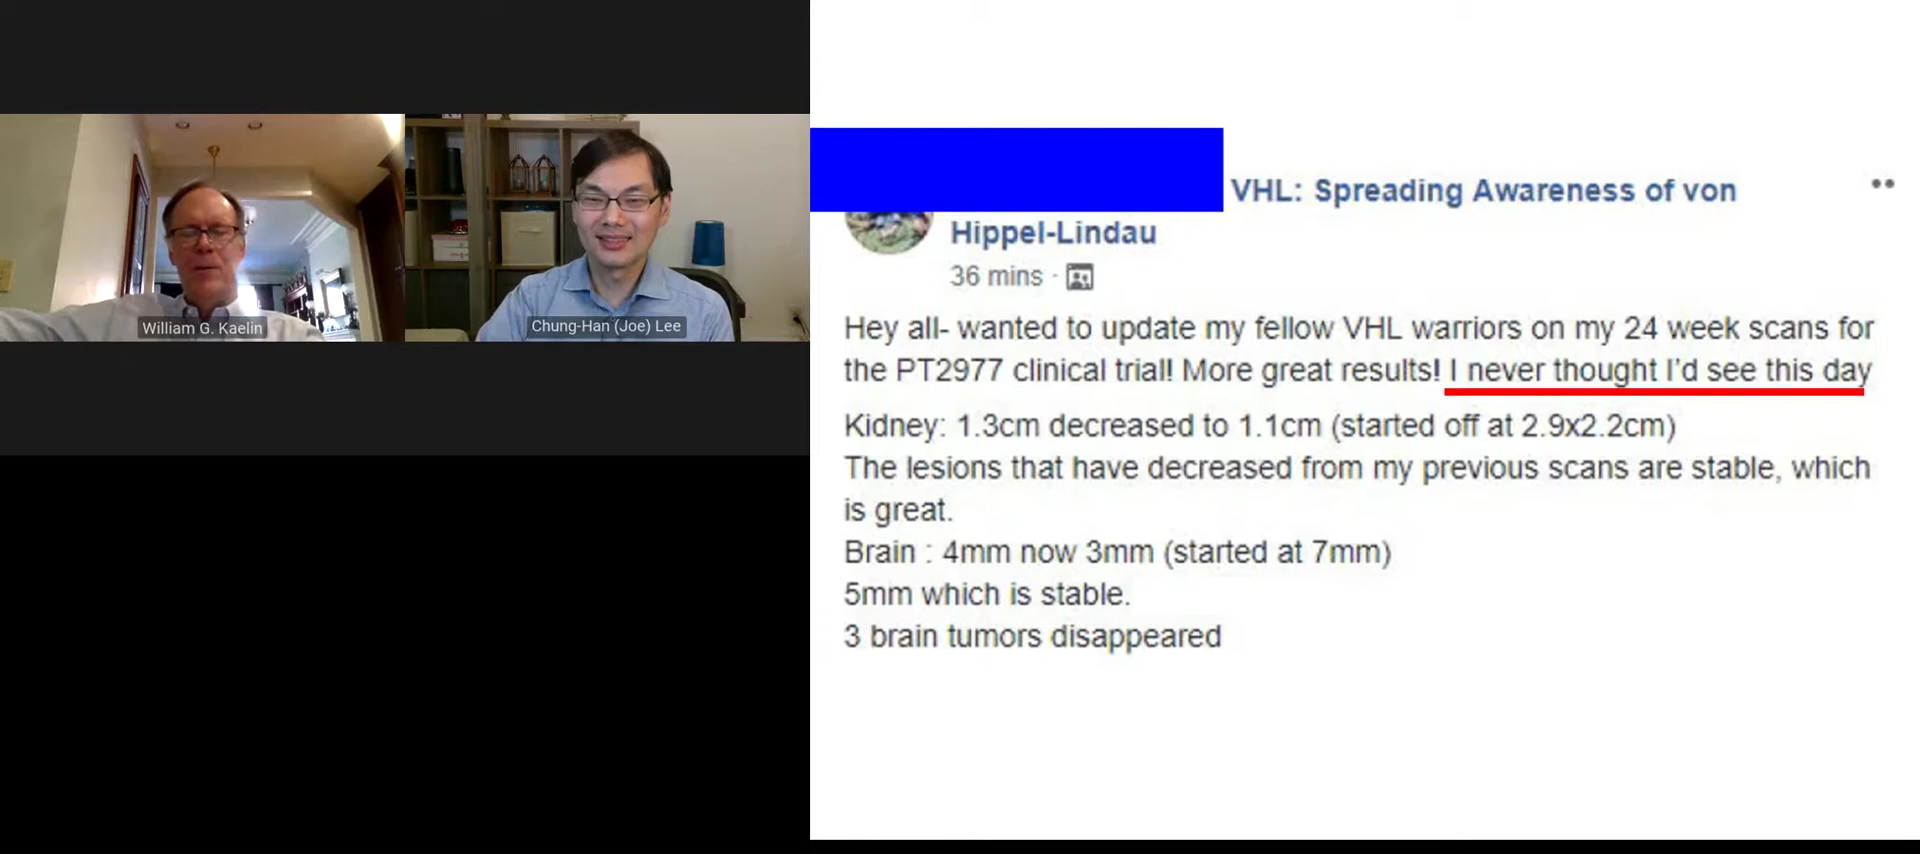 William G. Kaelin
Chung-Han (Joe) Lee
VHL: Spreading Awareness of von
Hippel-Lindau
36 mins ·
Hey all- wanted to update my fellow VHL warriors on my 24 week scans for
the PT2977 clinical trial! More great results! I never thought I'd see this day
Kidney: 1.3cm decreased to 1.1cm (started off at 2.9x2.2cm)
The lesions that have decreased from my previous scans are stable, which
is great.
Brain : 4mm now 3mm (started at 7mm)
5mm which is stable.
3 brain tumors disappeared